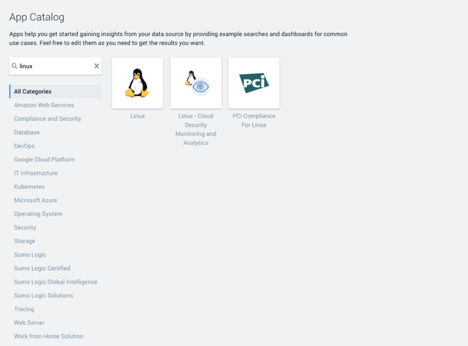 App Catalog
Apps help you get started gaining insights from your data source by providing example searches and dashboards for common
use cases. Feel free to edit them as you need to get the results you want.
linux
All Categories
Amazon Web Services
Compliance and Security
Database
DevOps
Google Cloud Platform
IT Infrastructure
Kubernetes
Microsoft Azure
Operating System
Security
Storage
Sumo Logic
Sumo Logic Certified
Sumo Logic Global Intelligence
Sumo Logic Solutions
Tracing
Web Server
Work from Home Solution
Linux
Linux - Cloud
Security
Monitoring and
Analytics
PCI
PCI Compliance
For Linux